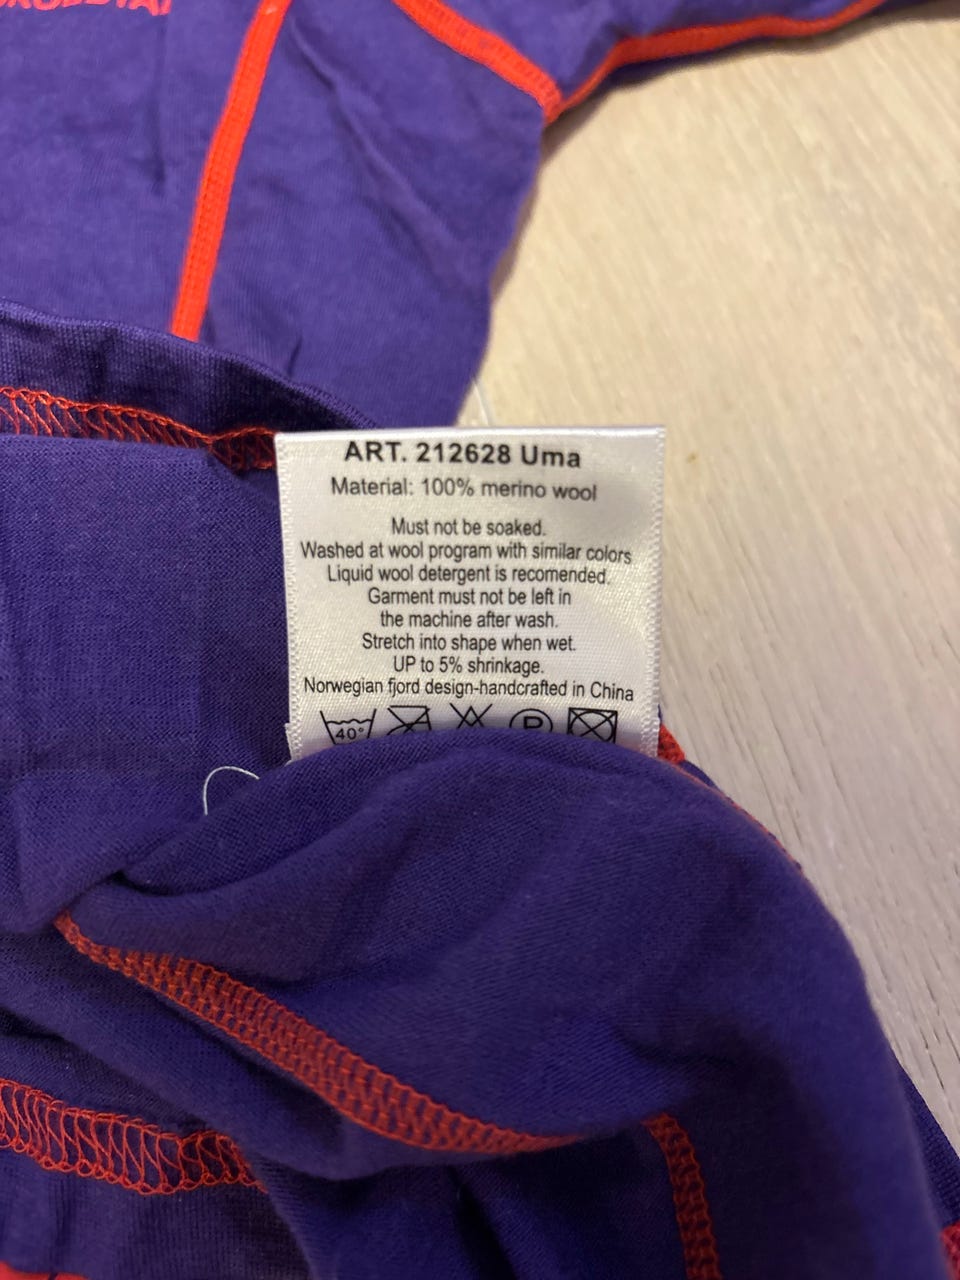 ART. 212628 Uma
Material: 100% merino wool
Must not be soaked.
Washed at wool program with similar colors
Liquid wool detergent is recomended.
Garment must not be left in
the machine after wash.
Stretch into shape when wet.
UP to 5% shrinkage.
Norwegian fjord design-handcrafted in China
40° P